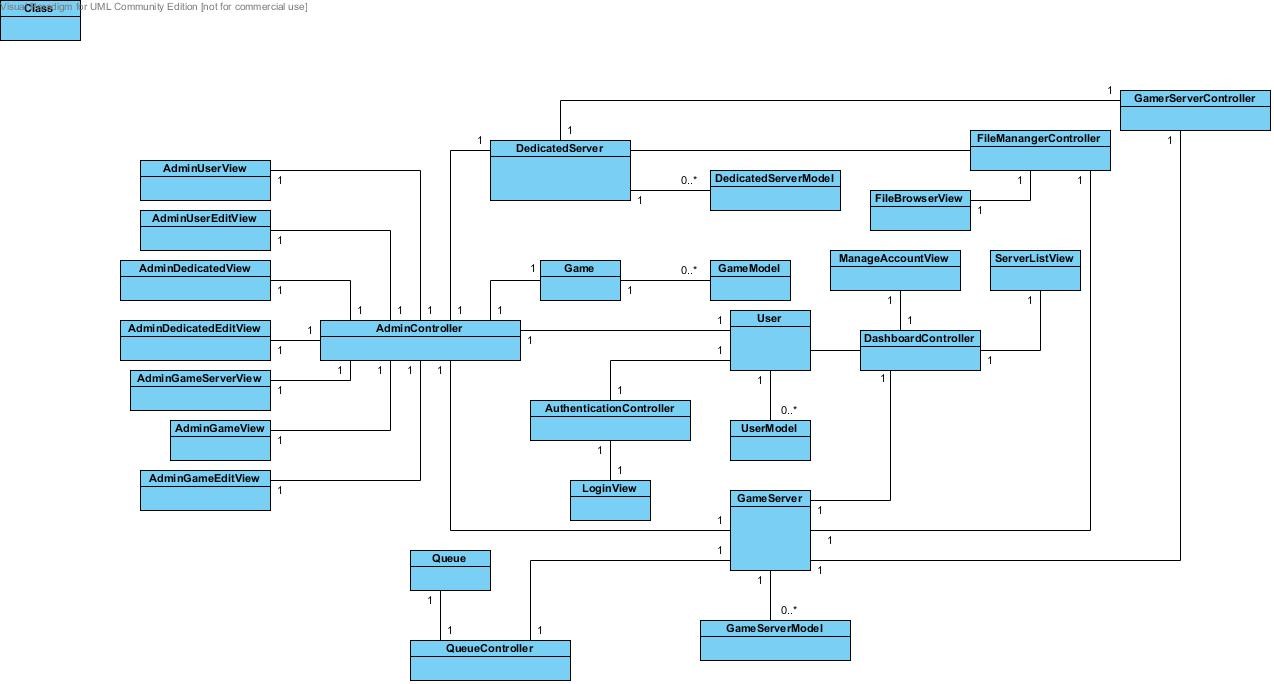 Visual Paradigm for UML Community Edition [not for commercial use]
Class
1
GamerServerController
1
FileManangerController
1
DedicatedServer
1
AdminUserView
1
0..*
DedicatedServerModel
1
1
1
FileBrowserView
1
1
AdminUserEditView
1
ManageAccountView
ServerListView
AdminDedicatedView
1
Game
0..*
GameModel
1
1
1
1
1
1
1
1
1
1
User
1
AdminDedicatedEditView
1
AdminController
1
DashboardController
1
1
1
1
1
1
1
1
AdminGameServerView
1
1
1
1
AuthenticationController
0..*
AdminGameView
1
UserModel
1
1
AdminGameEditView
1
LoginView
GameServer
1
1
1
Queue
1
1
1
1
0..*
1
1
GameServerModel
QueueController